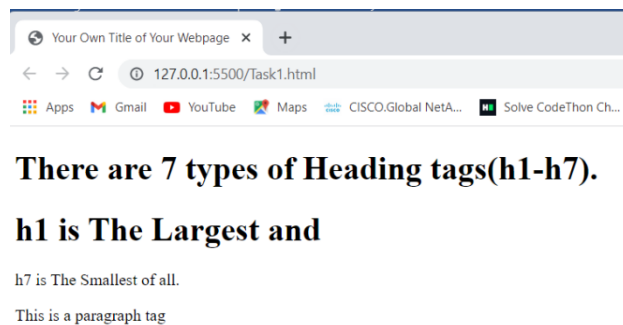 Your Own Title of Your Webpage
127.0.0.1:5500/Task1.html
Apps Gmail YouTube Maps CISCO.Global NetA... Solve CodeThon Ch...
There are 7 types of Heading tags(h1-h7).
h1 is The Largest and
h7 is The Smallest of all.
This is a paragraph tag